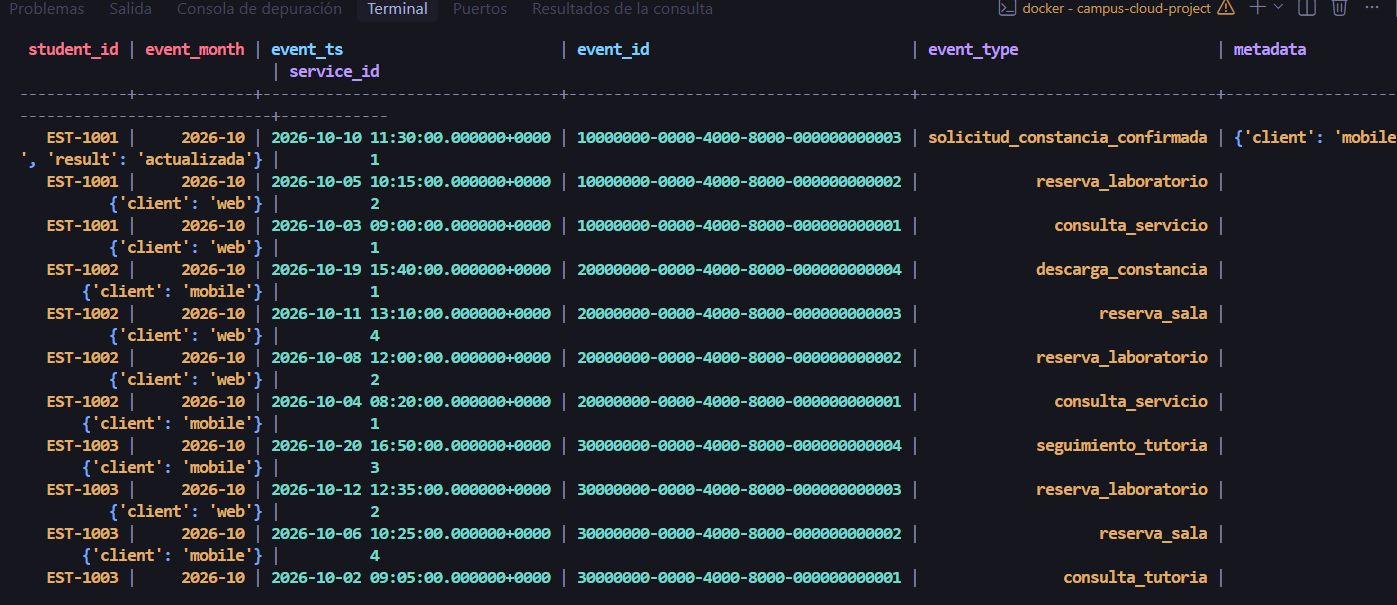 Problemas Salida Consola de depuración Terminal Puertos Resultados de la consulta docker - campus-cloud-project
student_id | event_month | event_ts | event_id | event_type | metadata
| service_id
------------+-------------+---------------------------------+--------------------------------------+---------------------------------+-------------------
----------------------------+------------
EST-1001 | 2026-10 | 2026-10-10 11:30:00.000000+0000 | 10000000-0000-4000-8000-000000000003 | solicitud_constancia_confirmada | {'client': 'mobile
', 'result': 'actualizada'} | 1
EST-1001 | 2026-10 | 2026-10-05 10:15:00.000000+0000 | 10000000-0000-4000-8000-000000000002 | reserva_laboratorio |
{'client': 'web'} | 2
EST-1001 | 2026-10 | 2026-10-03 09:00:00.000000+0000 | 10000000-0000-4000-8000-000000000001 | consulta_servicio |
{'client': 'web'} | 1
EST-1002 | 2026-10 | 2026-10-19 15:40:00.000000+0000 | 20000000-0000-4000-8000-000000000004 | descarga_constancia |
{'client': 'mobile'} | 1
EST-1002 | 2026-10 | 2026-10-11 13:10:00.000000+0000 | 20000000-0000-4000-8000-000000000003 | reserva_sala |
{'client': 'web'} | 4
EST-1002 | 2026-10 | 2026-10-08 12:00:00.000000+0000 | 20000000-0000-4000-8000-000000000002 | reserva_laboratorio |
{'client': 'web'} | 2
EST-1002 | 2026-10 | 2026-10-04 08:20:00.000000+0000 | 20000000-0000-4000-8000-000000000001 | consulta_servicio |
{'client': 'mobile'} | 1
EST-1003 | 2026-10 | 2026-10-20 16:50:00.000000+0000 | 30000000-0000-4000-8000-000000000004 | seguimiento_tutoria |
{'client': 'mobile'} | 3
EST-1003 | 2026-10 | 2026-10-12 12:35:00.000000+0000 | 30000000-0000-4000-8000-000000000003 | reserva_laboratorio |
{'client': 'web'} | 2
EST-1003 | 2026-10 | 2026-10-06 10:25:00.000000+0000 | 30000000-0000-4000-8000-000000000002 | reserva_sala |
{'client': 'mobile'} | 4
EST-1003 | 2026-10 | 2026-10-02 09:05:00.000000+0000 | 30000000-0000-4000-8000-000000000001 | consulta_tutoria |